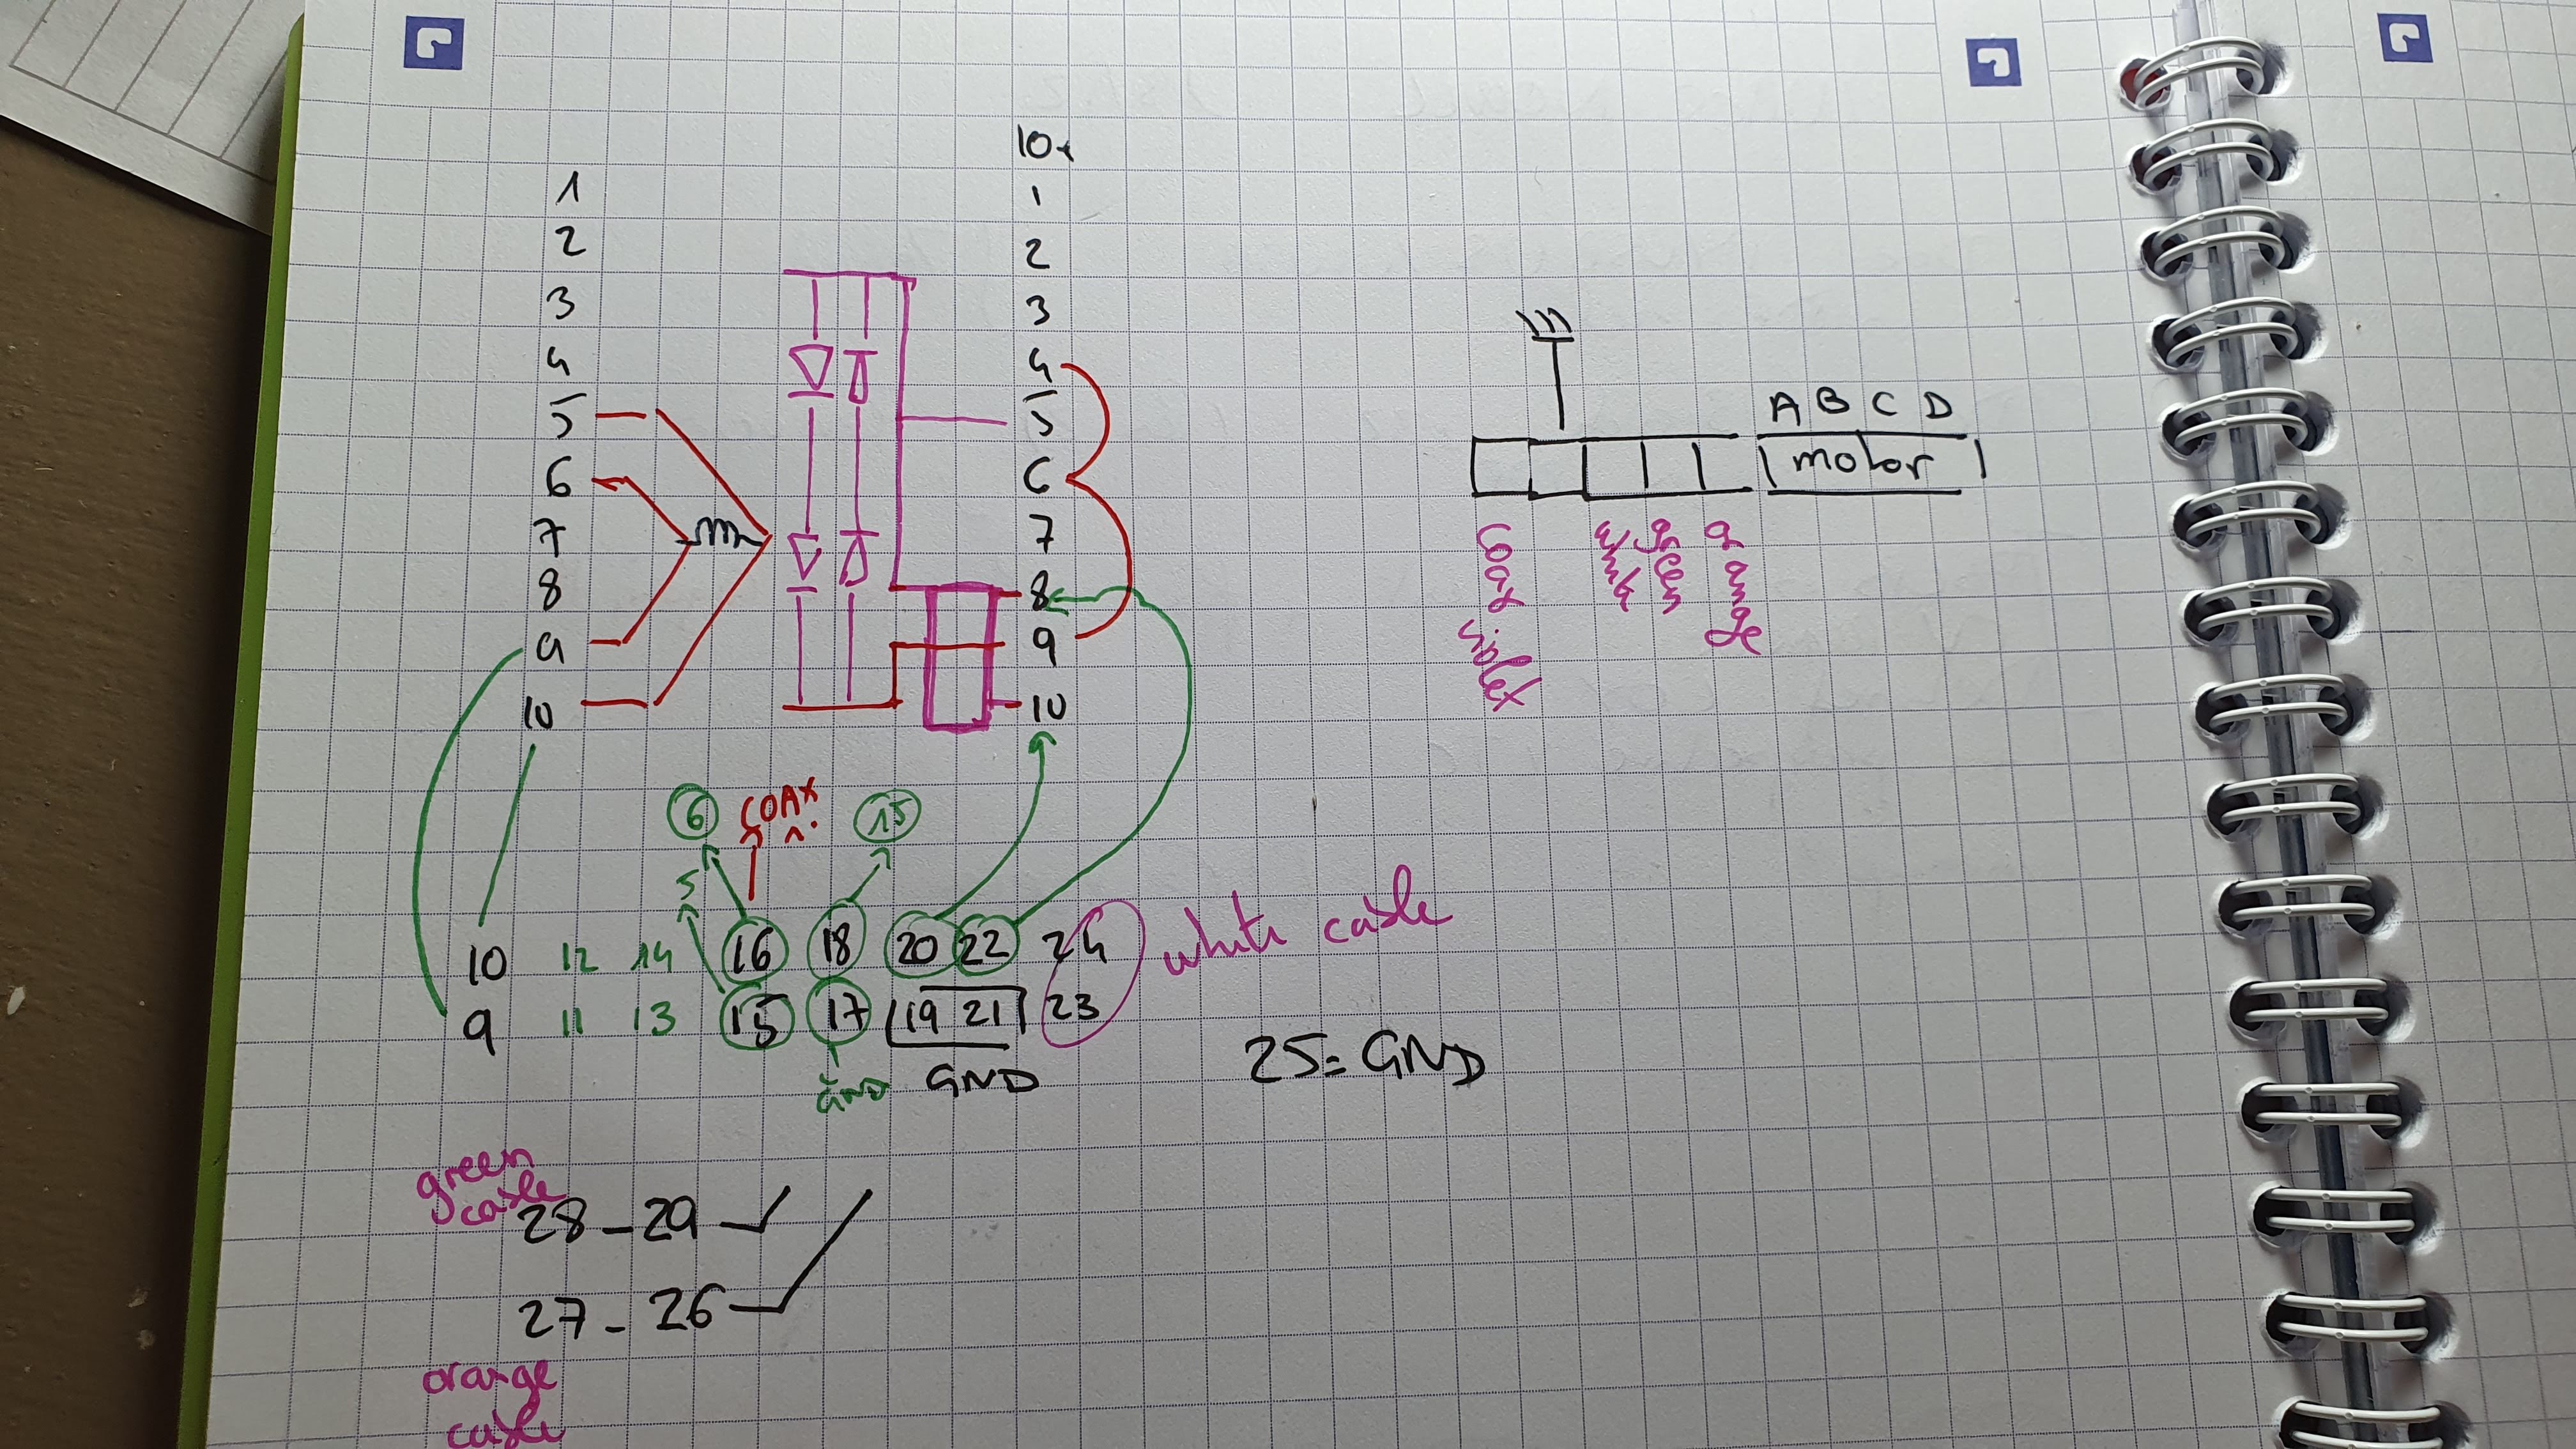 10
1
2
3
4
5
6
7
8
9
10
1
2
3
4
5
6
7
8
9
10
A B C D
motor
coax violet
green
orange
6
COAX
15
5
10 12 14 16 18 20 22 24
white cable
9 11 13 15 17 19 21 23
GND
GND
25 = GND
green
cable
28 - 29
27 - 26
orange
cable